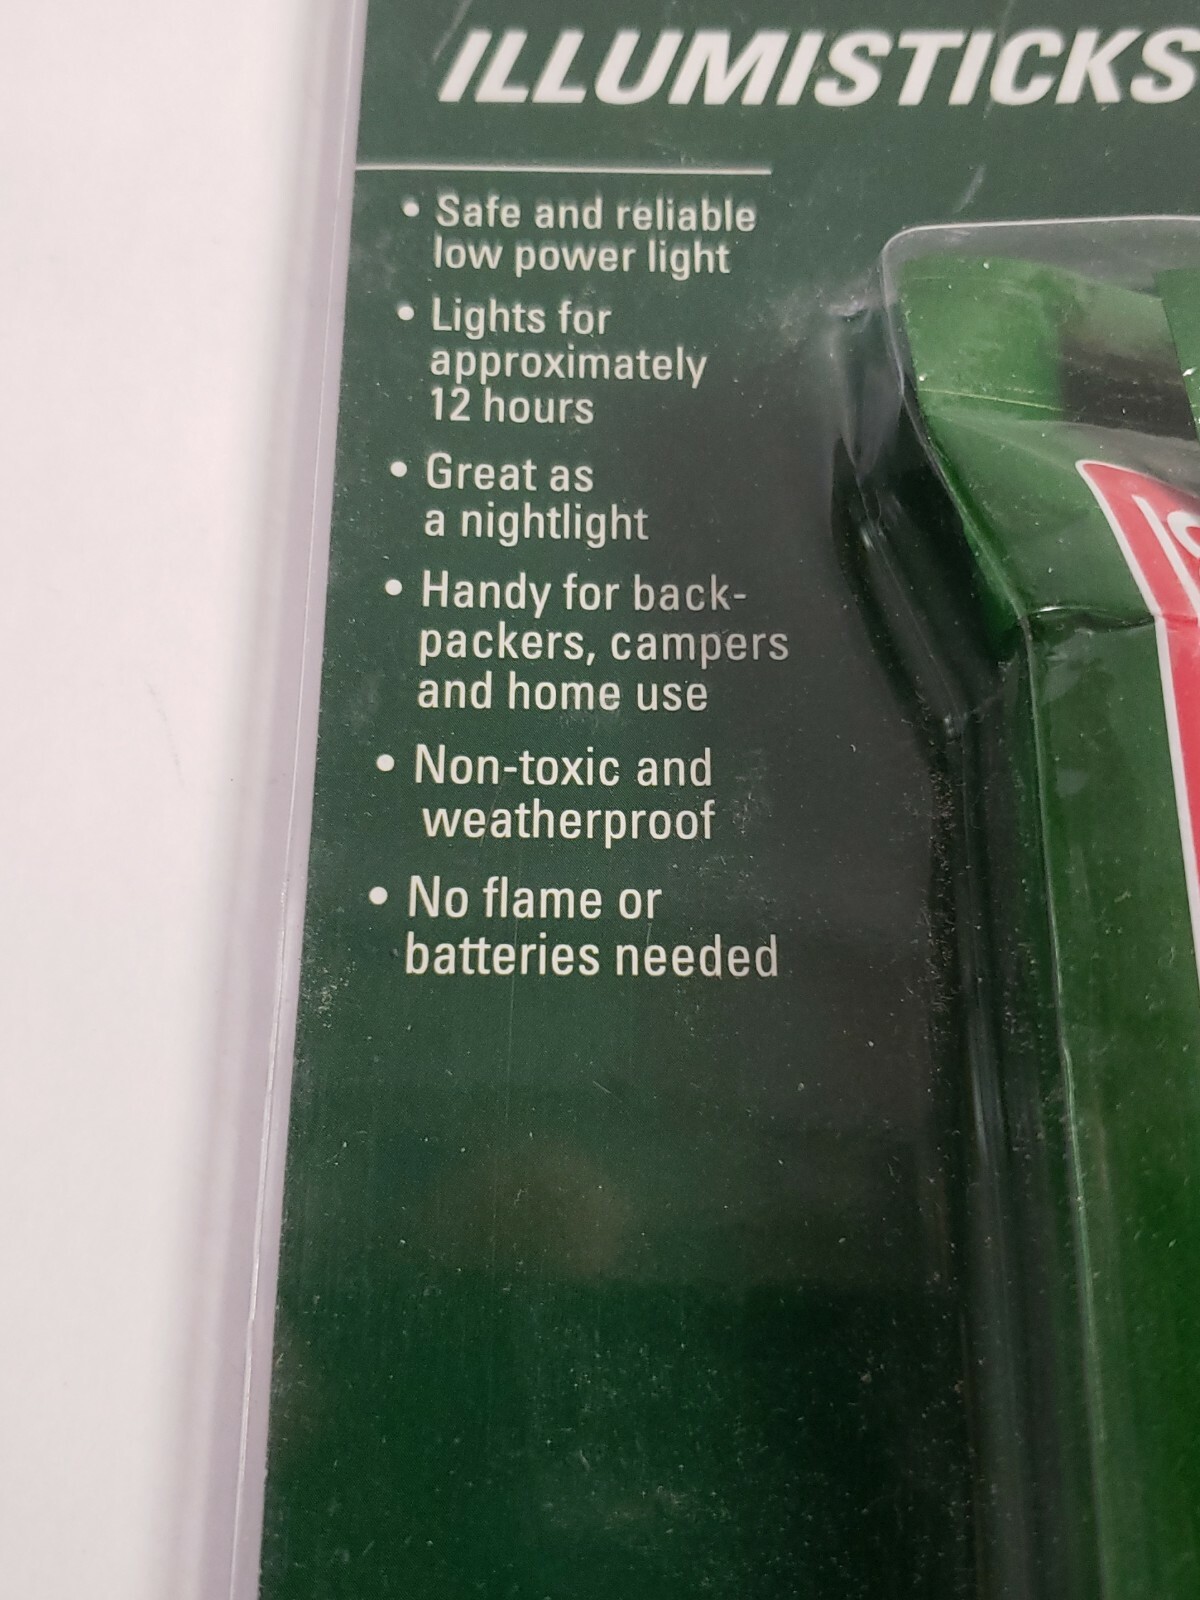 ILLUMISTICKS
• Safe and reliable
low power light
• Lights for
approximately
12 hours
• Great as
a nightlight
• Handy for back-
packers, campers
and home use
• Non-toxic and
weatherproof
• No flame or
batteries needed